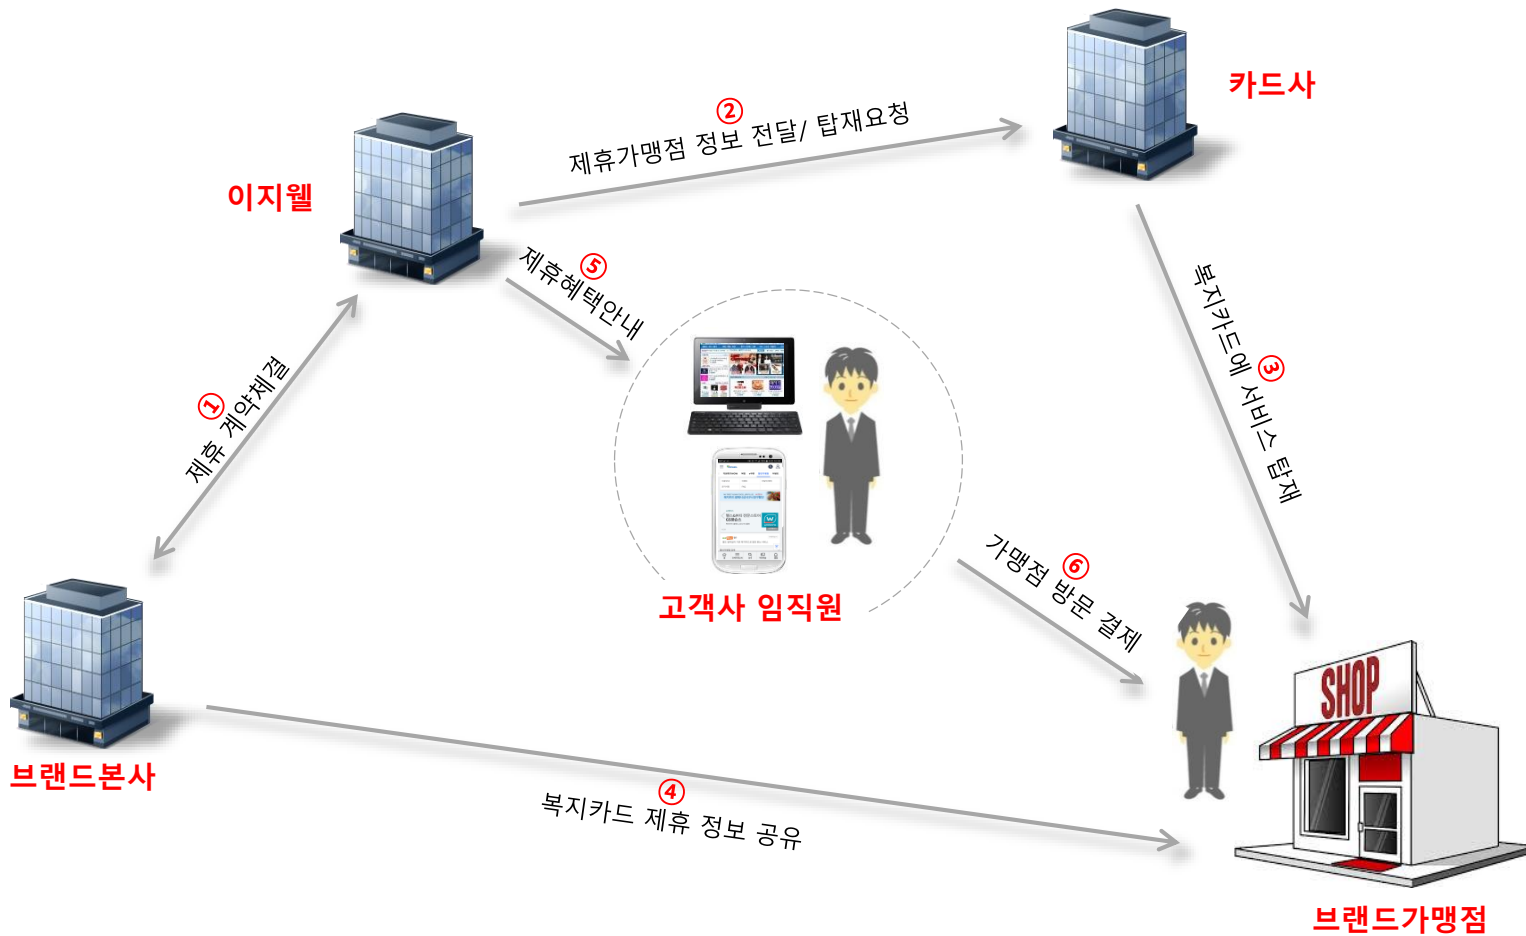 카드사
②
제휴가맹점 정보 전달/ 탑재요청
이지웰
⑤
제휴혜택안내
③
복지카드에 서비스 탑재
①
제휴 계약체결
고객사 임직원
⑥
가맹점 방문 결제
SHOP
브랜드본사
④
복지카드 제휴 정보 공유
브랜드가맹점